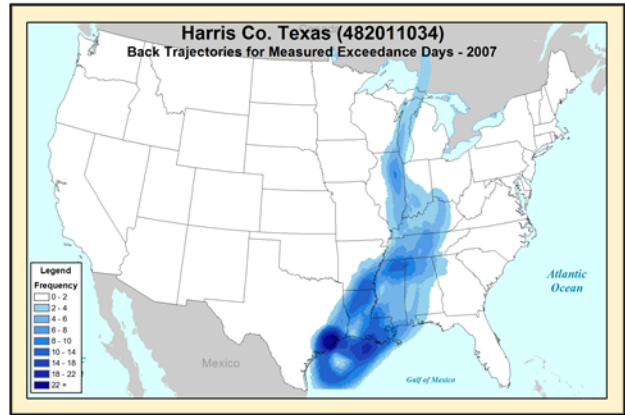 Harris Co. Texas (482011034)
Back Trajectories for Measured Exceedance Days - 2007
Atlantic
Ocean
Legend
Frequency
0 - 2
2 - 4
4 - 6
6 - 8
8 - 10
10 - 14
14 - 18
18 - 22
22 +
Mexico
Gulf of Mexico